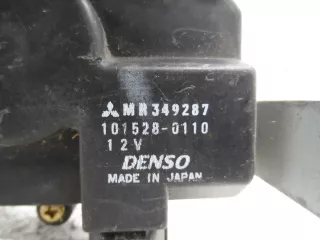 MR349287
101528-0110
12V
DENSO
MADE IN JAPAN